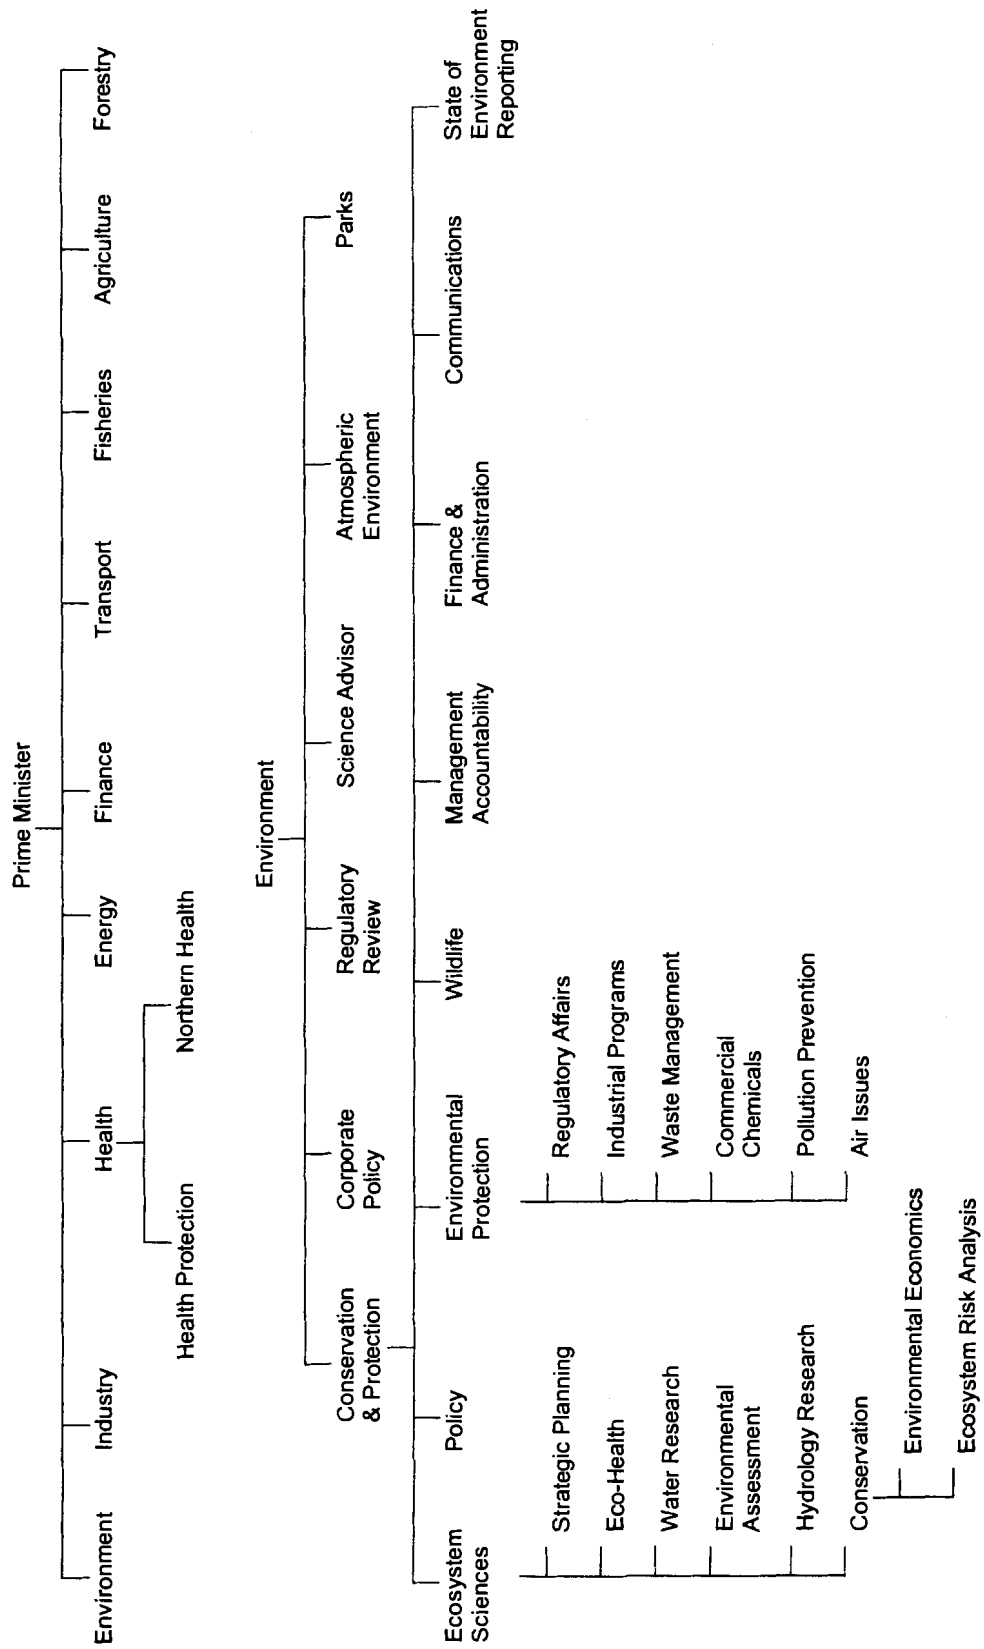 Prime Minister
Environment
Industry
Health
Energy
Finance
Transport
Fisheries
Agriculture
Forestry
Health Protection
Northern Health
Environment
Conservation
& Protection
Corporate
Policy
Regulatory
Review
Science Advisor
Atmospheric
Environment
Parks
Ecosystem
Sciences
Policy
Environmental
Protection
Wildlife
Management
Accountability
Finance &
Administration
Communications
State of
Environment
Reporting
Strategic Planning
Eco-Health
Water Research
Environmental
Assessment
Hydrology Research
Conservation
Environmental Economics
Ecosystem Risk Analysis
Regulatory Affairs
Industrial Programs
Waste Management
Commercial
Chemicals
Pollution Prevention
Air Issues